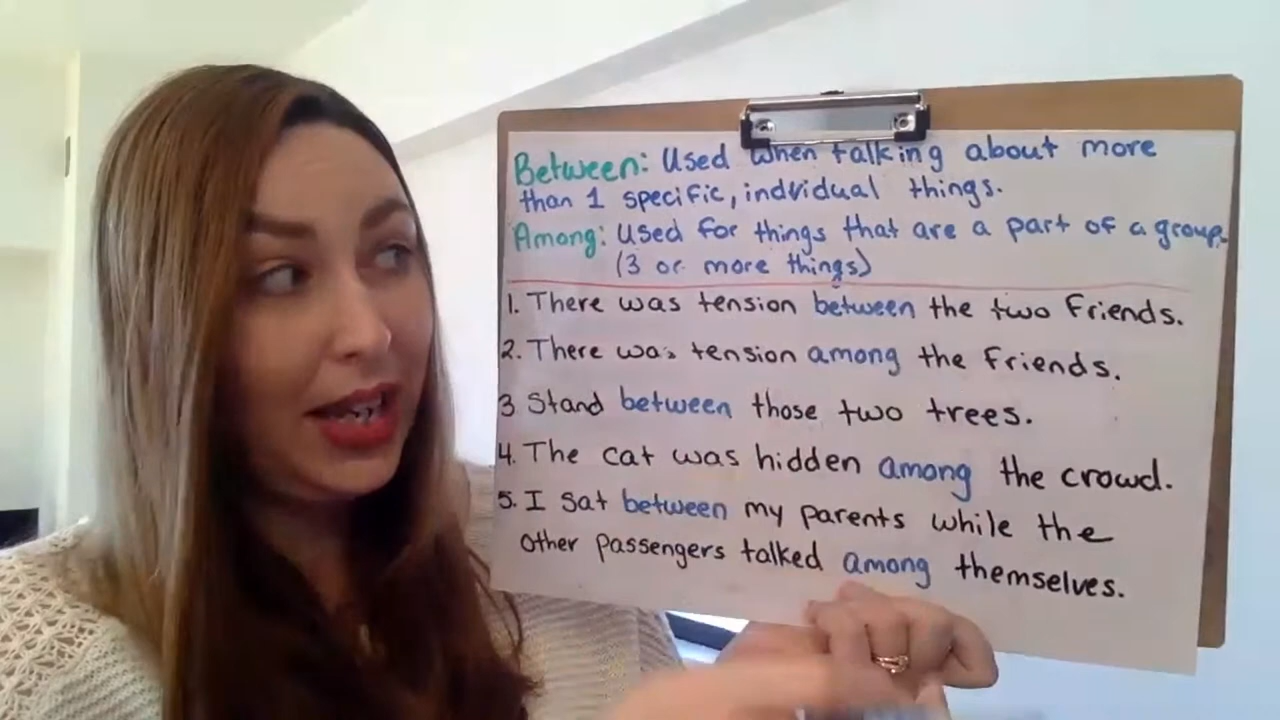 Between: Used when talking about more
than 1 specific, indvidual things.
Among: Used for things that are a part of a group.
(3 or more things)
1. There was tension between the two friends.
2. There was tension among the friends.
3 Stand between those two trees.
4. The cat was hidden among the crowd.
5. I sat between my parents while the
other passengers talked among themselves.